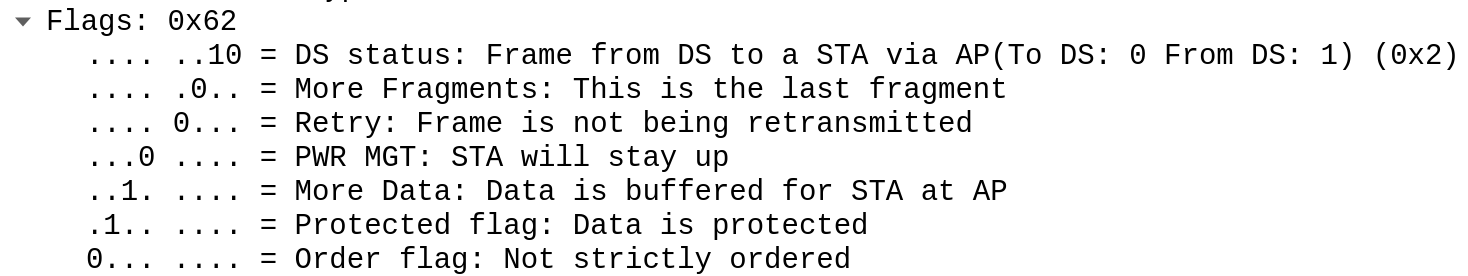 Flags: 0x62
.... ..10 = DS status: Frame from DS to a STA via AP(To DS: 0 From DS: 1) (0x2)
.... .0.. = More Fragments: This is the last fragment
.... 0... = Retry: Frame is not being retransmitted
...0 .... = PWR MGT: STA will stay up
..1. .... = More Data: Data is buffered for STA at AP
.1.. .... = Protected flag: Data is protected
0... .... = Order flag: Not strictly ordered